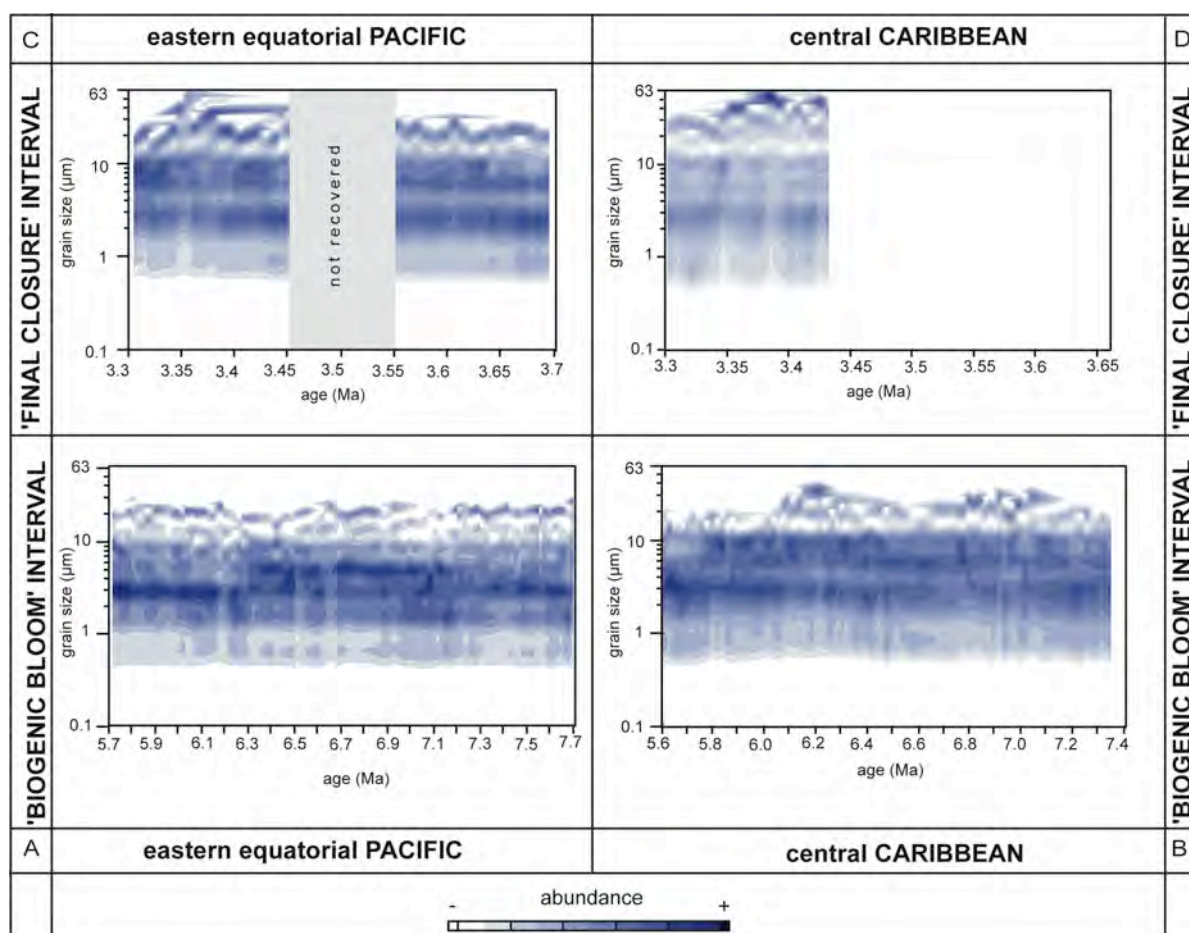 C
eastern equatorial PACIFIC
central CARIBBEAN
D
'FINAL CLOSURE' INTERVAL
63
10
1
0.1
grain size (µm)
not recovered
3.3 3.35 3.4 3.45 3.5 3.55 3.6 3.65 3.7
age (Ma)
63
10
1
0.1
grain size (µm)
3.3 3.35 3.4 3.45 3.5 3.55 3.6 3.65
age (Ma)
'FINAL CLOSURE' INTERVAL
'BIOGENIC BLOOM' INTERVAL
63
10
1
0.1
grain size (µm)
5.7 5.9 6.1 6.3 6.5 6.7 6.9 7.1 7.3 7.5 7.7
age (Ma)
63
10
1
0.1
grain size (µm)
5.6 5.8 6.0 6.2 6.4 6.6 6.8 7.0 7.2 7.4
age (Ma)
'BIOGENIC BLOOM' INTERVAL
A
eastern equatorial PACIFIC
central CARIBBEAN
B
abundance
- +